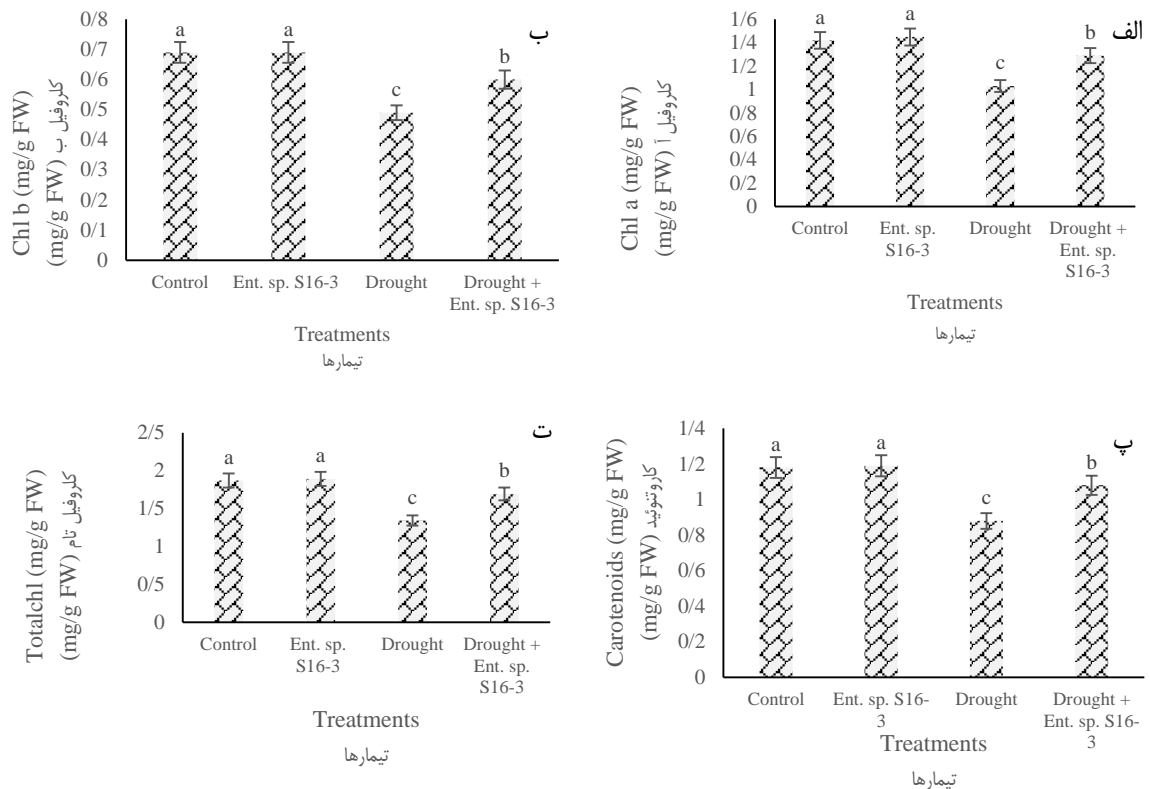 ب
Chl b (mg/g FW)
کلروفیل ب (mg/g FW)
0/8
0/7
0/6
0/5
0/4
0/3
0/2
0/1
0
a
a
c
b
Control
Ent. sp. S16-3
Drought
Drought +
Ent. sp. S16-3
Treatments
تیمارها
الف
Chl a (mg/g FW)
کلروفیل آ (mg/g FW)
1/6
1/4
1/2
1
0/8
0/6
0/4
0/2
0
a
a
c
b
Control
Ent. sp.
S16-3
Drought
Drought +
Ent. sp.
S16-3
Treatments
تیمارها
ت
Totalchl (mg/g FW)
کلروفیل تام (mg/g FW)
2/5
2
1/5
1
0/5
0
a
a
c
b
Control
Ent. sp.
S16-3
Drought
Drought +
Ent. sp.
S16-3
Treatments
تیمارها
پ
Carotenoids (mg/g FW)
کاروتنوئید (mg/g FW)
1/4
1/2
1
0/8
0/6
0/4
0/2
0
a
a
c
b
Control
Ent. sp. S16-
3
Drought
Drought +
Ent. sp. S16-
3
Treatments
تیمارها